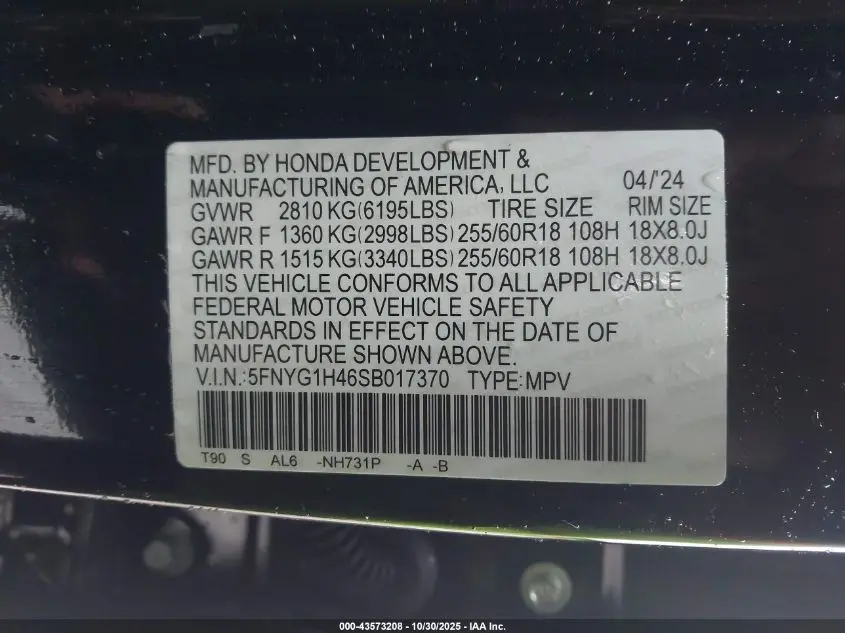 MFD. BY HONDA DEVELOPMENT &
MANUFACTURING OF AMERICA, LLC 04/'24
GVWR 2810 KG(6195LBS) TIRE SIZE RIM SIZE
GAWR F 1360 KG(2998LBS) 255/60R18 108H 18X8.0J
GAWR R 1515 KG(3340LBS) 255/60R18 108H 18X8.0J
THIS VEHICLE CONFORMS TO ALL APPLICABLE
FEDERAL MOTOR VEHICLE SAFETY
STANDARDS IN EFFECT ON THE DATE OF
MANUFACTURE SHOWN ABOVE.
V.I.N.:5FNYG1H46SB017370 TYPE:MPV
T90 S AL6 -NH731P -A -B
000-43573208 - 10/30/2025 - IAA Inc.